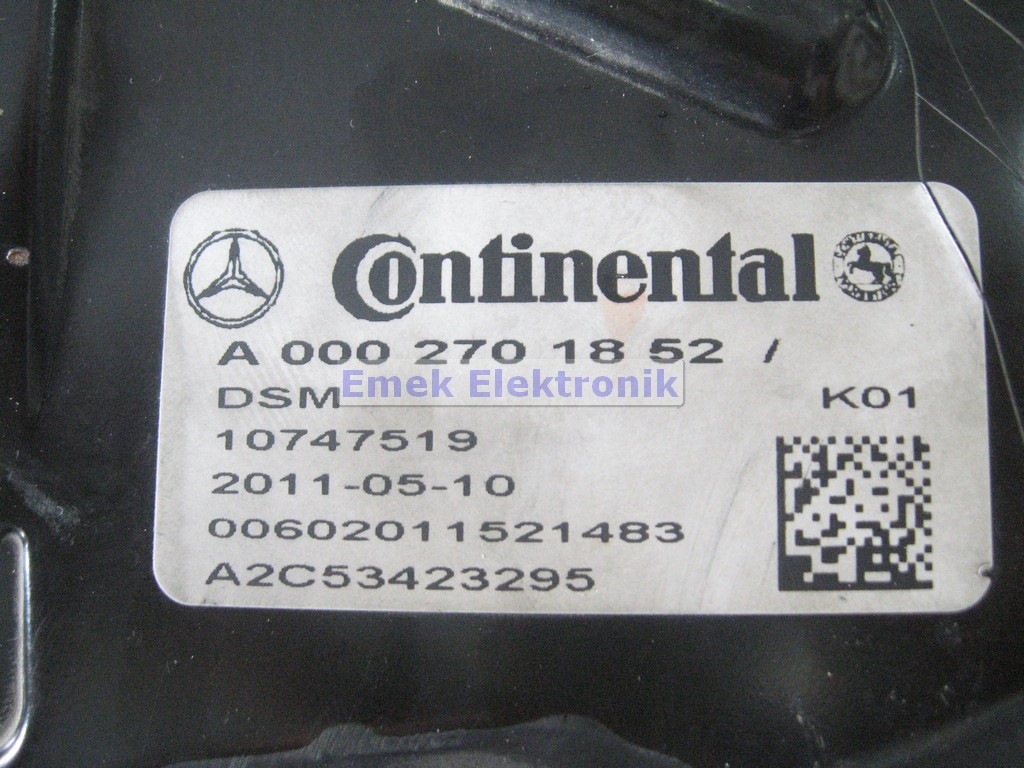 Continental
A 000 270 18 52 /
DSM Emek Elektronik K01
10747519
2011-05-10
00602011521483
A2C53423295